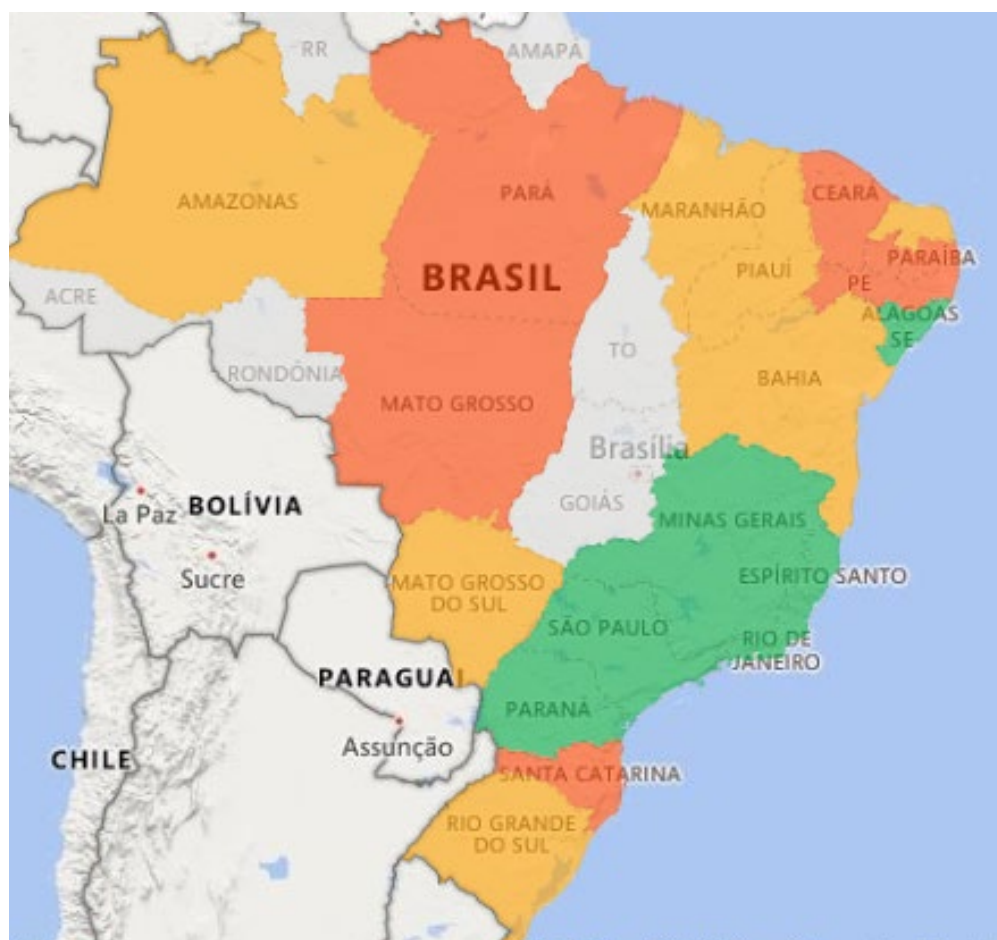 RR
AMAPÁ
AMAZONAS
PARÁ
MARANHÃO
CEARÁ
BRASIL
PIAUÍ
PARAÍBA
PE
ACRE
ALAGOAS
SE
TO
RONDÔNIA
BAHIA
MATO GROSSO
Brasília
GOIÁS
La Paz
BOLÍVIA
MINAS GERAIS
Sucre
MATO GROSSO
DO SUL
ESPÍRITO SANTO
SÃO PAULO
RIO DE
JANEIRO
PARAGUAI
PARANÁ
Assunção
CHILE
SANTA CATARINA
RIO GRANDE
DO SUL